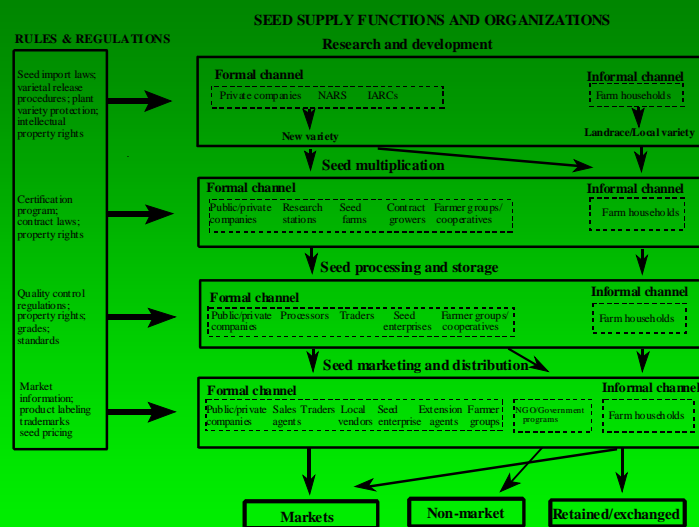 SEED SUPPLY FUNCTIONS AND ORGANIZATIONS
RULES & REGULATIONS
Research and development
Seed import laws;
varietal release
procedures; plant
variety protection;
intellectual
property rights
Formal channel
Private companies NARS IARCs
Informal channel
Farm households
New variety
Landrace/Local variety
Seed multiplication
Certification
program;
contract laws;
property rights
Formal channel
Public/private Research Seed Contract Farmer groups/
companies stations farms growers cooperatives
Informal channel
Farm households
Seed processing and storage
Quality control
regulations;
property rights;
grades;
standards
Formal channel
Public/private Processors Traders Seed Farmer groups/
companies enterprises cooperatives
Informal channel
Farm households
Seed marketing and distribution
Market
information;
product labeling
trademarks
seed pricing
Formal channel
Public/private Sales Traders Local Seed Extension Farmer
companies agents vendors enterprise agents groups
NGO/Government
programs
Informal channel
Farm households
Markets
Non-market
Retained/exchanged